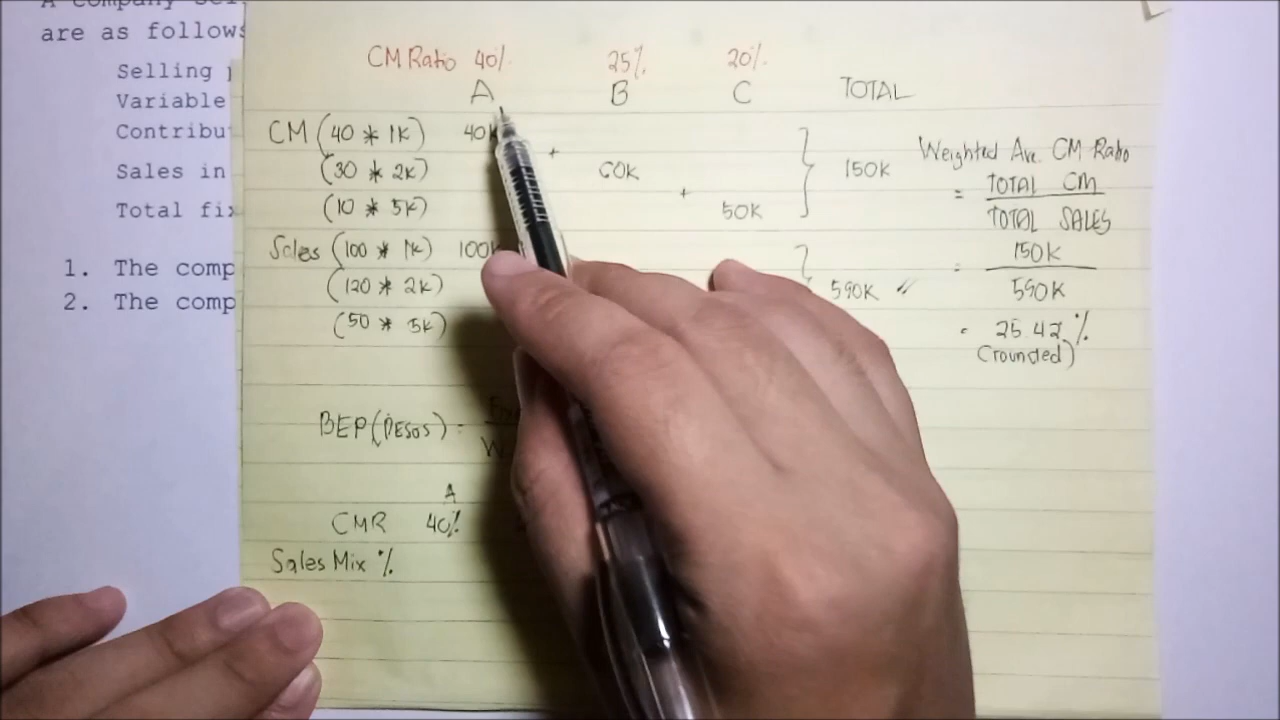 A company
are as follows
Selling
Variable
Contribu
Sales in
Total fix
1. The comp
2. The comp
CM Ratio 40% 25% 20%
A B C TOTAL
CM (40 * 1K) 40K
(30 * 2K) + 60K
(10 * 5K) + 50K
150K
Sales (100 * 1K) 100K
(120 * 2K)
(50 * 5K)
590K
Weighted Ave. CM Ratio
= TOTAL CM
TOTAL SALES
= 150K
590K
= 25.42%
(rounded)
BEP (PESOS) =
A
CMR 40%
Sales Mix %